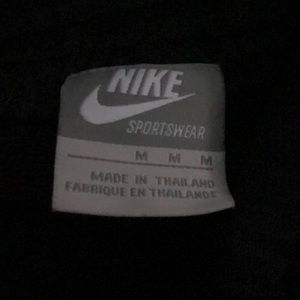 NIKE
SPORTSWEAR
M M M
MADE IN THAILAND
FABRIQUE EN THAILANDE